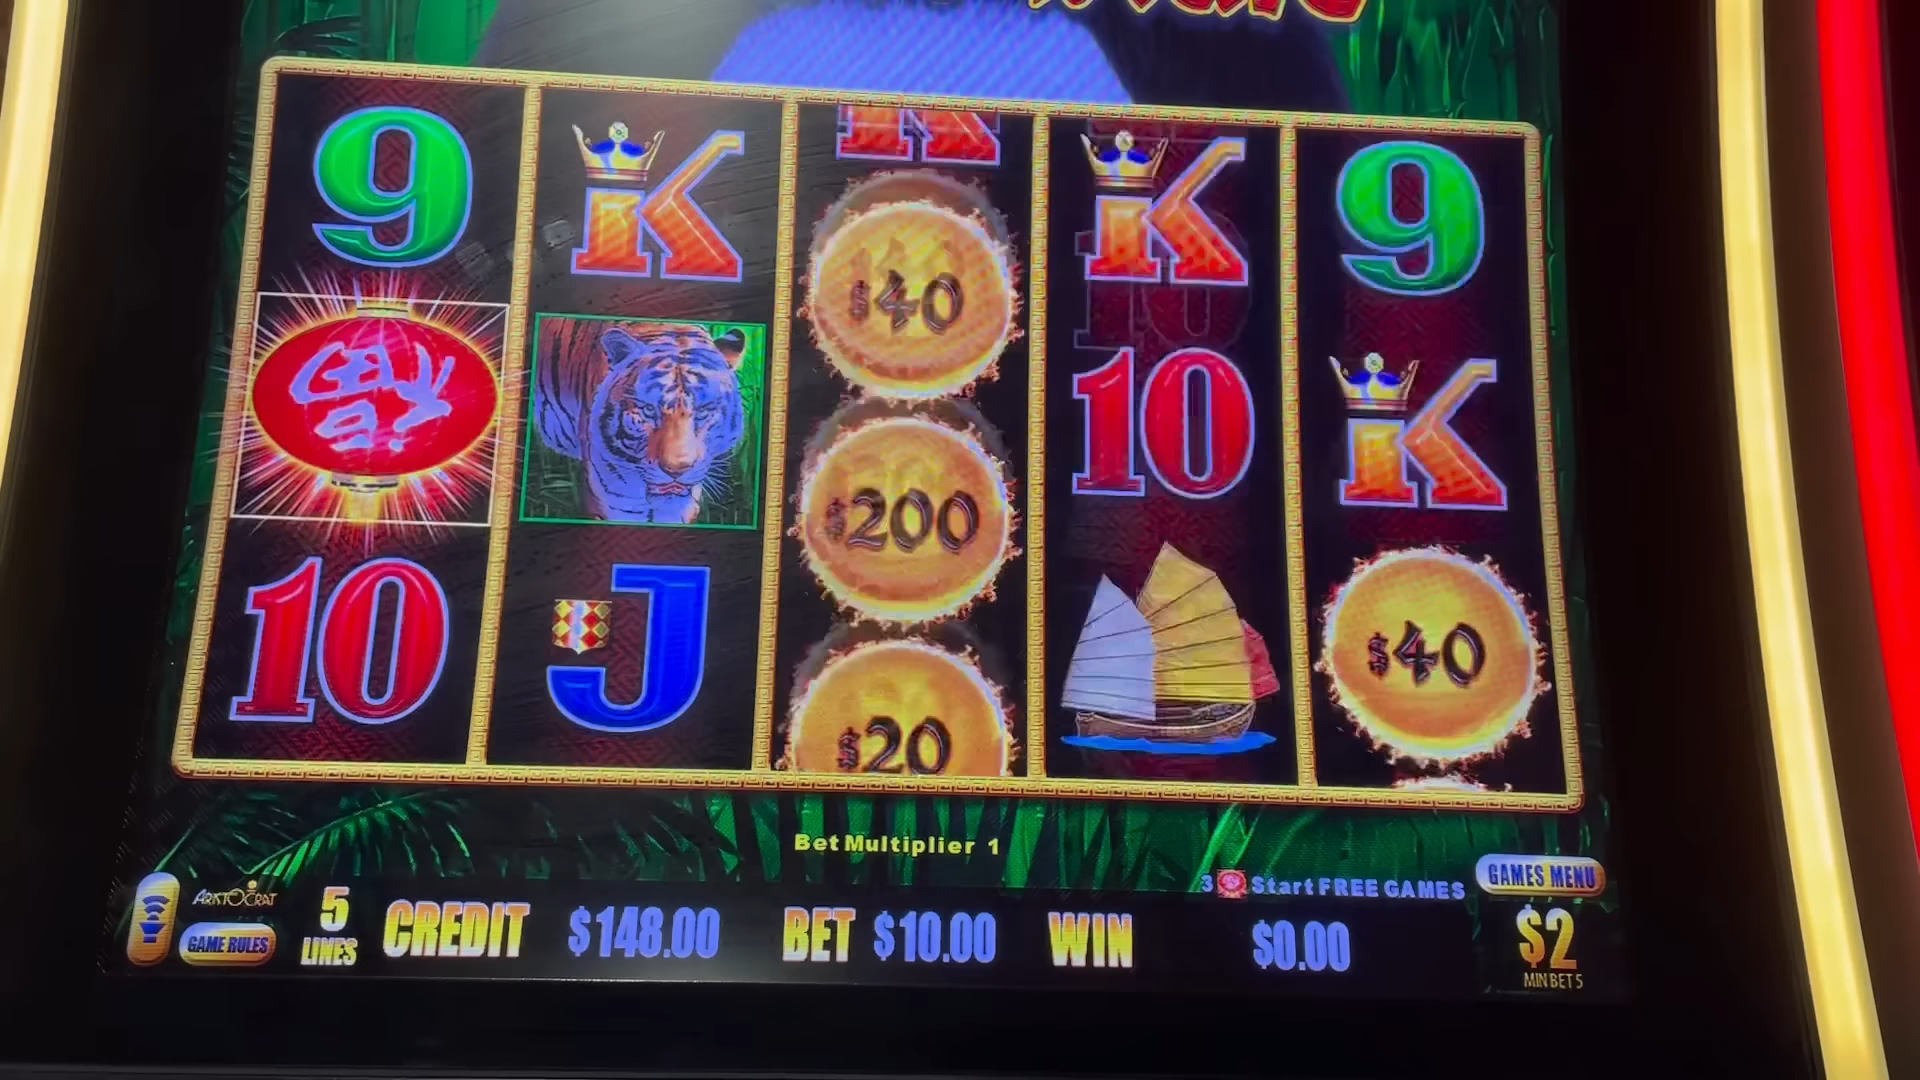 9 K K K 9
$40
$200 10 K
10 J $20 $40
Bet Multiplier 1
3 Start FREE GAMES
GAMES MENU
ARISTOCRAT
GAME RULES
5 LINES
CREDIT $148.00 BET $10.00 WIN $0.00
$2
MIN BET 5